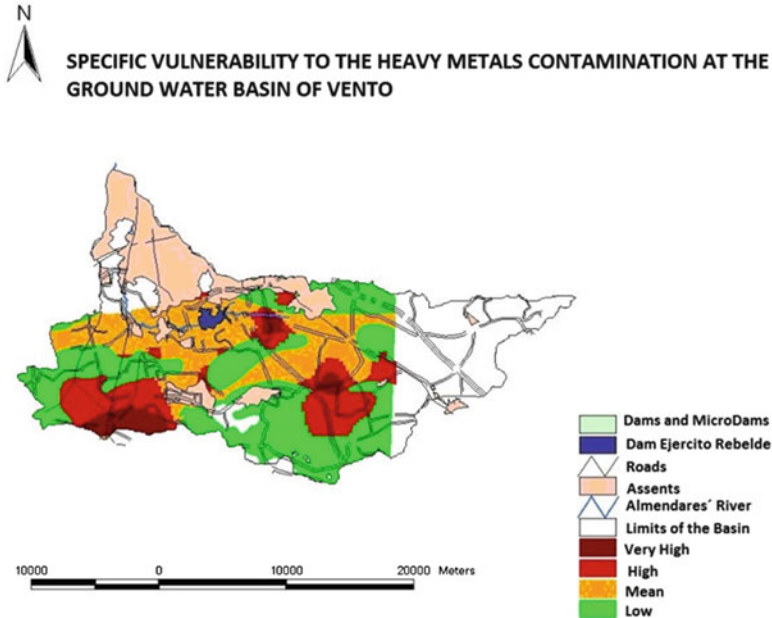 N
SPECIFIC VULNERABILITY TO THE HEAVY METALS CONTAMINATION AT THE
GROUND WATER BASIN OF VENTO
Dams and MicroDams
Dam Ejercito Rebelde
Roads
Assents
Almendares´ River
Limits of the Basin
Very High
High
Mean
Low
10000 0 10000 20000 Meters